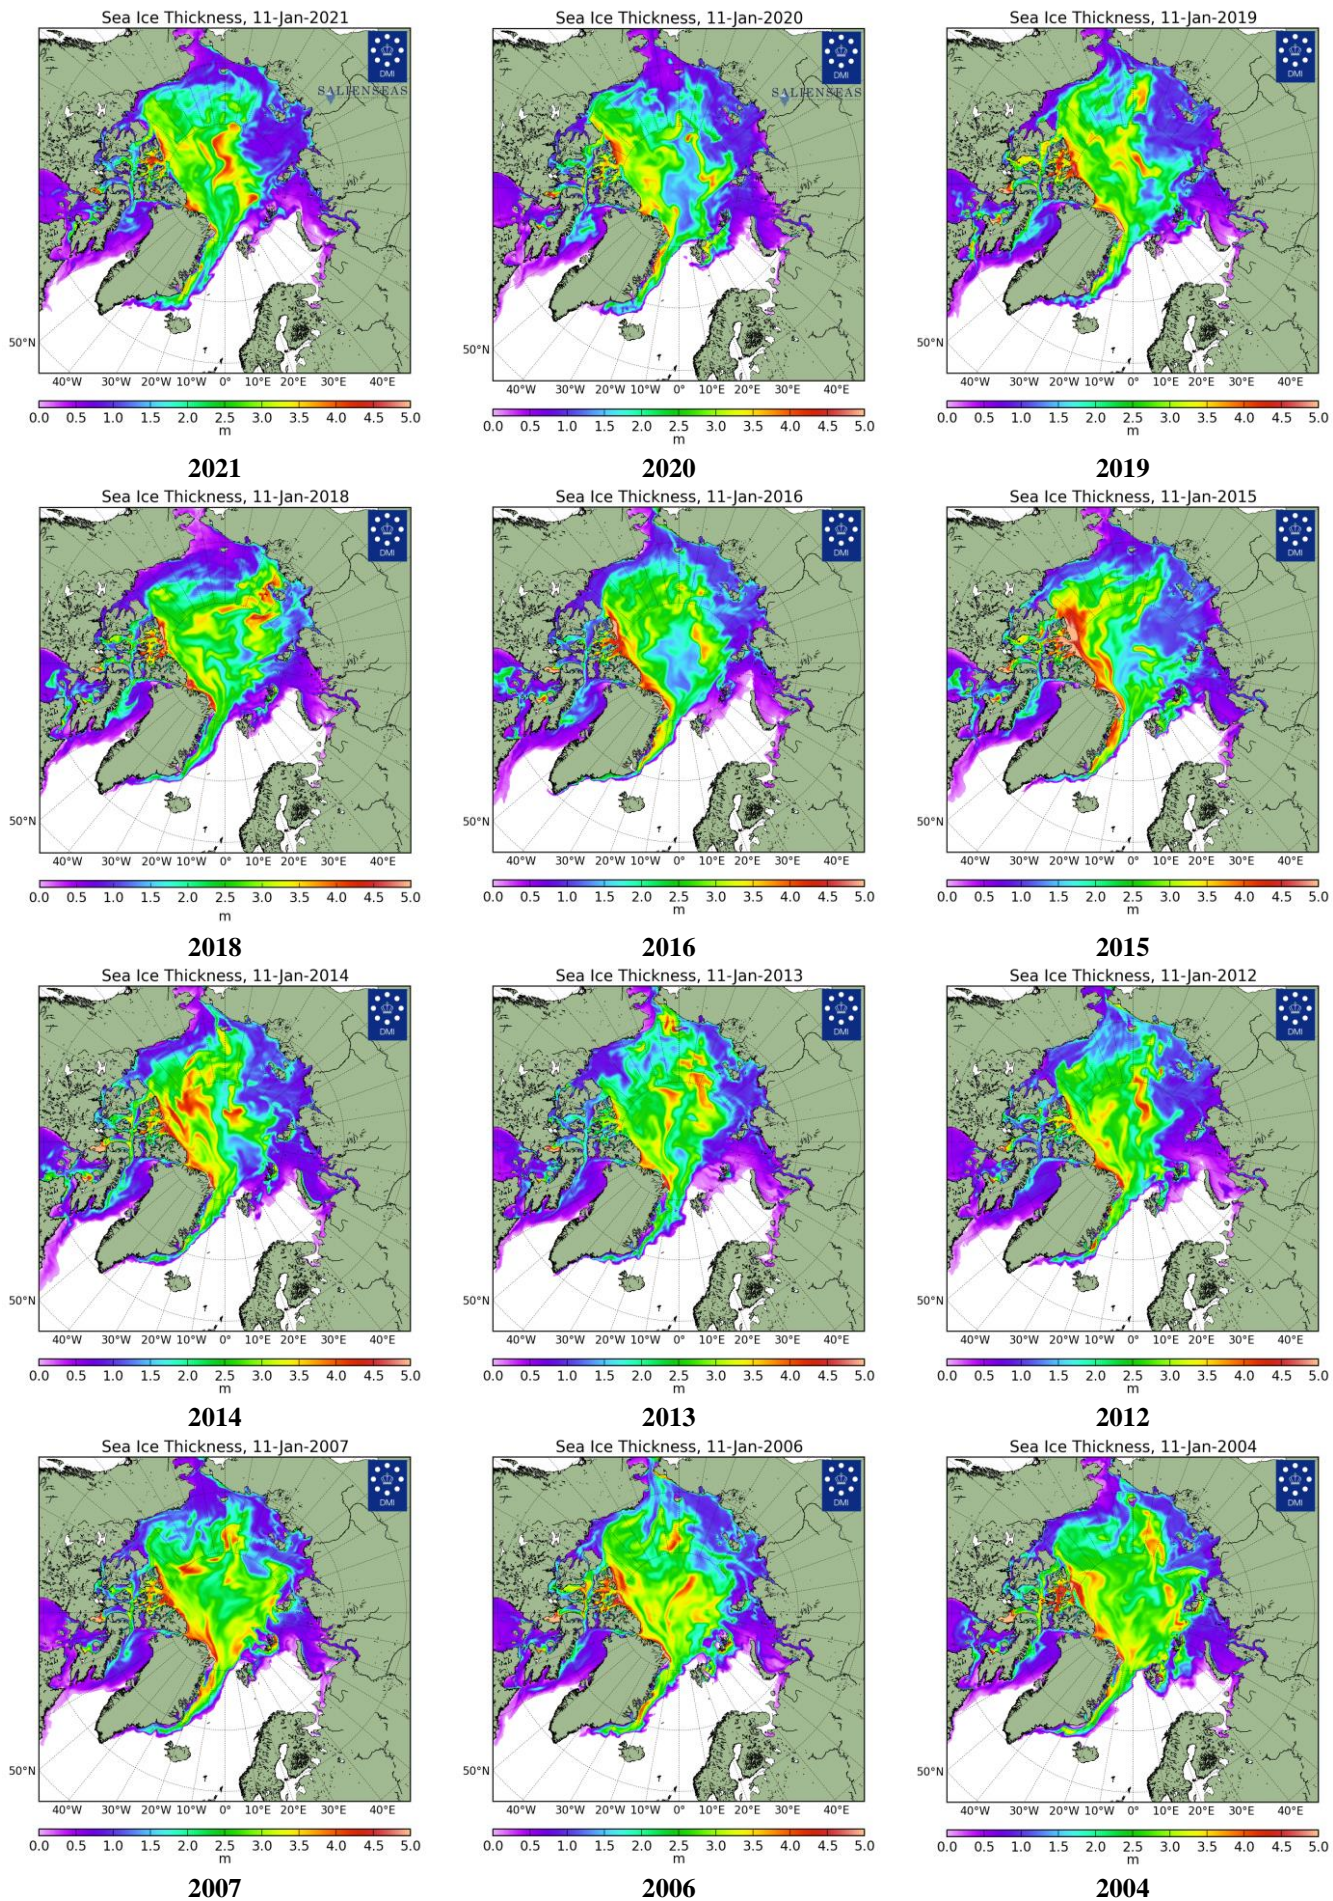 Sea Ice Thickness, 11-Jan-2021
DMI
SALIENSEAS
50°N
40°W 30°W 20°W 10°W 0° 10°E 20°E 30°E 40°E
0.0 0.5 1.0 1.5 2.0 2.5 3.0 3.5 4.0 4.5 5.0
m
2021
Sea Ice Thickness, 11-Jan-2020
DMI
SALIENSEAS
50°N
40°W 30°W 20°W 10°W 0° 10°E 20°E 30°E 40°E
0.0 0.5 1.0 1.5 2.0 2.5 3.0 3.5 4.0 4.5 5.0
m
2020
Sea Ice Thickness, 11-Jan-2019
DMI
50°N
40°W 30°W 20°W 10°W 0° 10°E 20°E 30°E 40°E
0.0 0.5 1.0 1.5 2.0 2.5 3.0 3.5 4.0 4.5 5.0
m
2019
Sea Ice Thickness, 11-Jan-2018
DMI
50°N
40°W 30°W 20°W 10°W 0° 10°E 20°E 30°E 40°E
0.0 0.5 1.0 1.5 2.0 2.5 3.0 3.5 4.0 4.5 5.0
m
2018
Sea Ice Thickness, 11-Jan-2016
DMI
50°N
40°W 30°W 20°W 10°W 0° 10°E 20°E 30°E 40°E
0.0 0.5 1.0 1.5 2.0 2.5 3.0 3.5 4.0 4.5 5.0
m
2016
Sea Ice Thickness, 11-Jan-2015
DMI
50°N
40°W 30°W 20°W 10°W 0° 10°E 20°E 30°E 40°E
0.0 0.5 1.0 1.5 2.0 2.5 3.0 3.5 4.0 4.5 5.0
m
2015
Sea Ice Thickness, 11-Jan-2014
DMI
50°N
40°W 30°W 20°W 10°W 0° 10°E 20°E 30°E 40°E
0.0 0.5 1.0 1.5 2.0 2.5 3.0 3.5 4.0 4.5 5.0
m
2014
Sea Ice Thickness, 11-Jan-2013
DMI
50°N
40°W 30°W 20°W 10°W 0° 10°E 20°E 30°E 40°E
0.0 0.5 1.0 1.5 2.0 2.5 3.0 3.5 4.0 4.5 5.0
m
2013
Sea Ice Thickness, 11-Jan-2012
DMI
50°N
40°W 30°W 20°W 10°W 0° 10°E 20°E 30°E 40°E
0.0 0.5 1.0 1.5 2.0 2.5 3.0 3.5 4.0 4.5 5.0
m
2012
Sea Ice Thickness, 11-Jan-2007
DMI
50°N
40°W 30°W 20°W 10°W 0° 10°E 20°E 30°E 40°E
0.0 0.5 1.0 1.5 2.0 2.5 3.0 3.5 4.0 4.5 5.0
m
2007
Sea Ice Thickness, 11-Jan-2006
DMI
50°N
40°W 30°W 20°W 10°W 0° 10°E 20°E 30°E 40°E
0.0 0.5 1.0 1.5 2.0 2.5 3.0 3.5 4.0 4.5 5.0
m
2006
Sea Ice Thickness, 11-Jan-2004
DMI
50°N
40°W 30°W 20°W 10°W 0° 10°E 20°E 30°E 40°E
0.0 0.5 1.0 1.5 2.0 2.5 3.0 3.5 4.0 4.5 5.0
m
2004